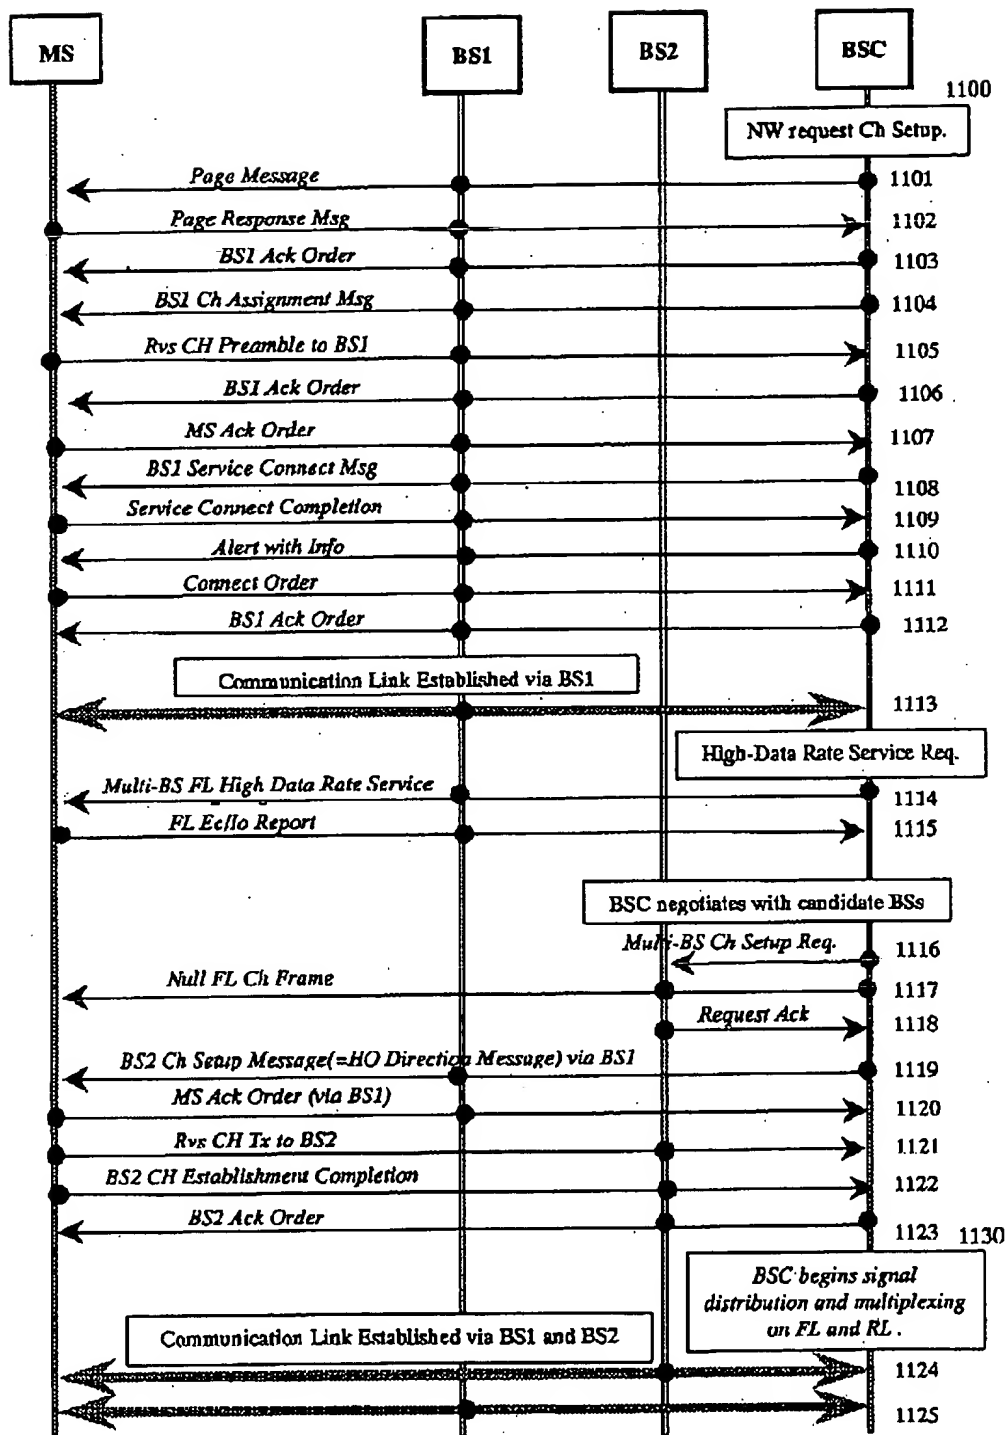 MS
BS1
BS2
BSC
1100
NW request Ch Setup.
Page Message
1101
Page Response Msg
1102
BS1 Ack Order
1103
BS1 Ch Assignment Msg
1104
Rvs CH Preamble to BS1
1105
BS1 Ack Order
1106
MS Ack Order
1107
BS1 Service Connect Msg
1108
Service Connect Completion
1109
Alert with Info
1110
Connect Order
1111
BS1 Ack Order
1112
Communication Link Established via BS1
1113
High-Data Rate Service Req.
Multi-BS FL High Data Rate Service
1114
FL Ec/Io Report
1115
BSC negotiates with candidate BSs
Multi-BS Ch Setup Req.
1116
Null FL Ch Frame
1117
Request Ack
1118
BS2 Ch Setup Message(=HO Direction Message) via BS1
1119
MS Ack Order (via BS1)
1120
Rvs CH Tx to BS2
1121
BS2 CH Establishment Completion
1122
BS2 Ack Order
1123
1130
BSC begins signal
distribution and multiplexing
on FL and RL .
Communication Link Established via BS1 and BS2
1124
1125